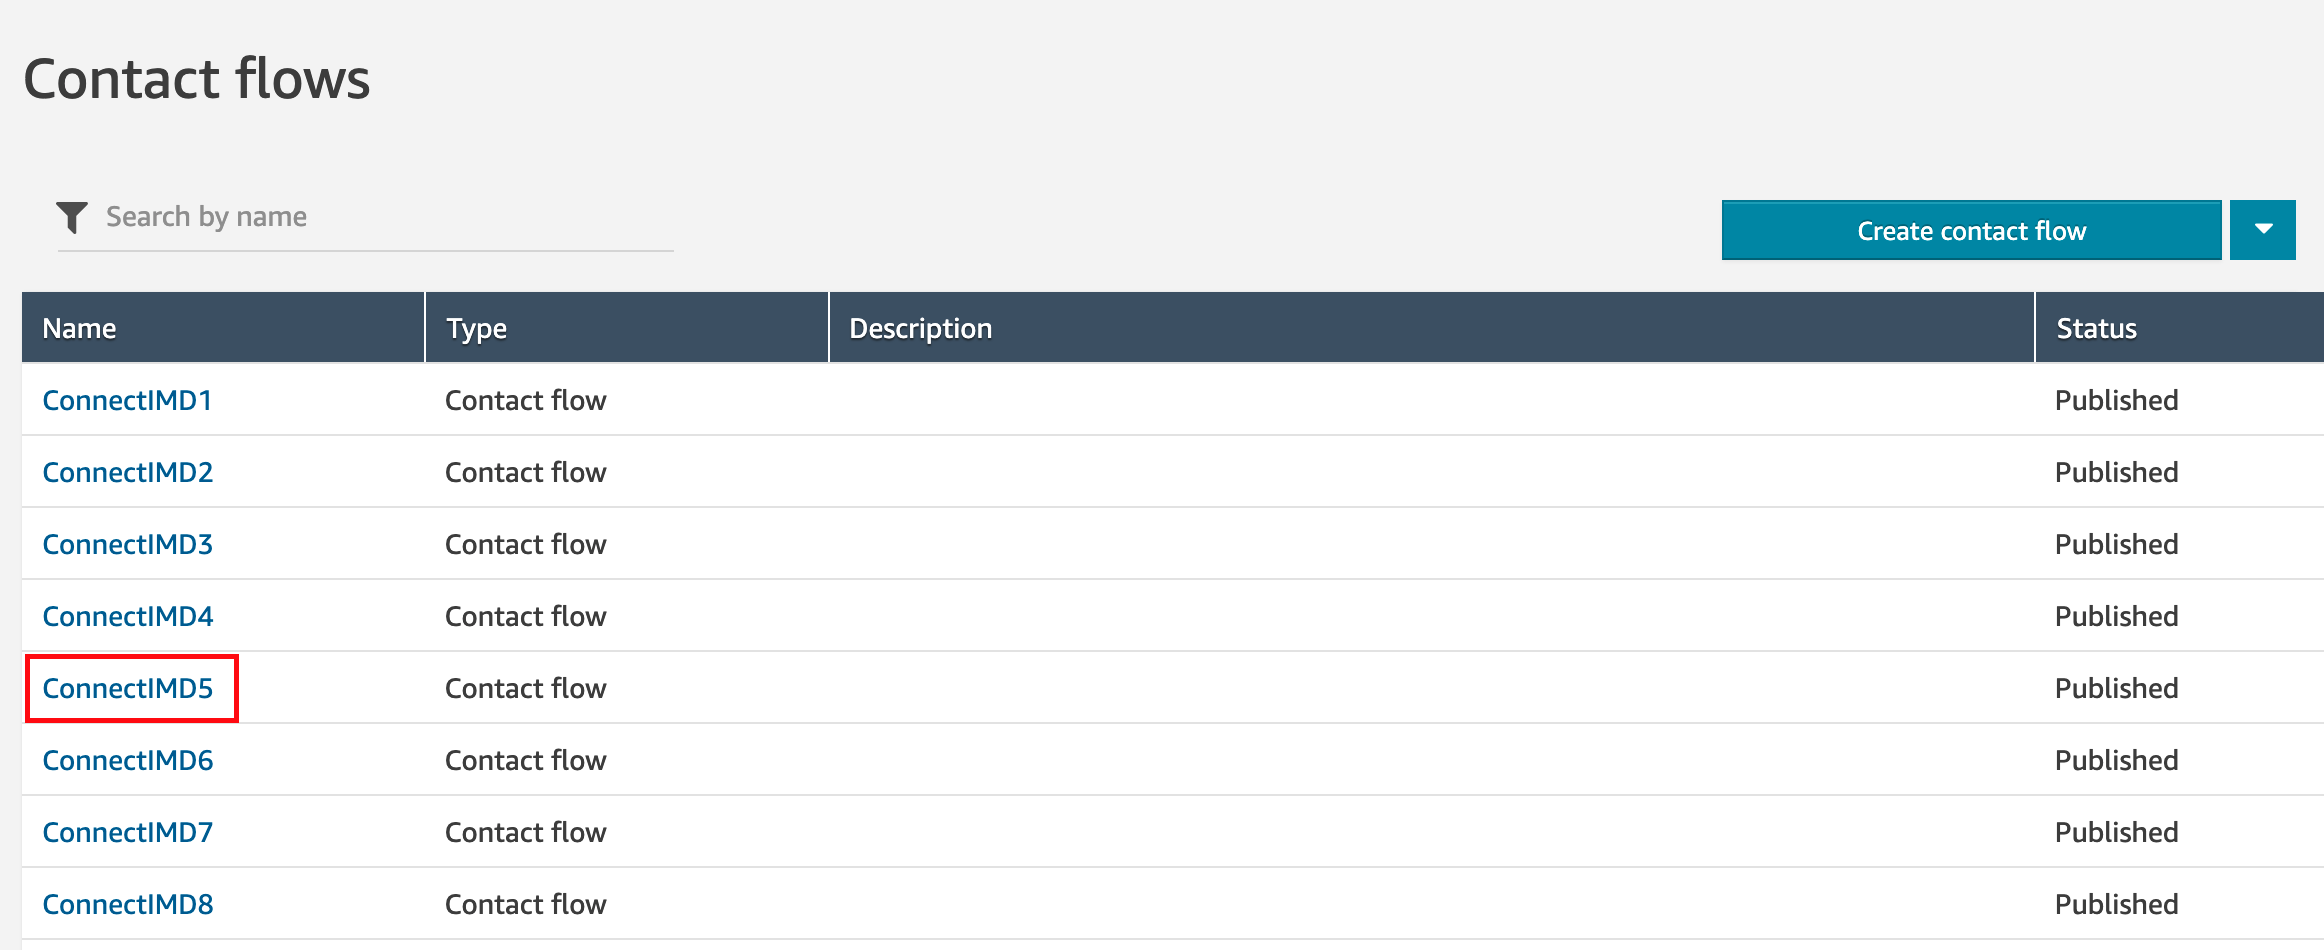 Contact flows
Search by name
Create contact flow
Name Type Description Status
ConnectIMD1 Contact flow Published
ConnectIMD2 Contact flow Published
ConnectIMD3 Contact flow Published
ConnectIMD4 Contact flow Published
ConnectIMD5 Contact flow Published
ConnectIMD6 Contact flow Published
ConnectIMD7 Contact flow Published
ConnectIMD8 Contact flow Published